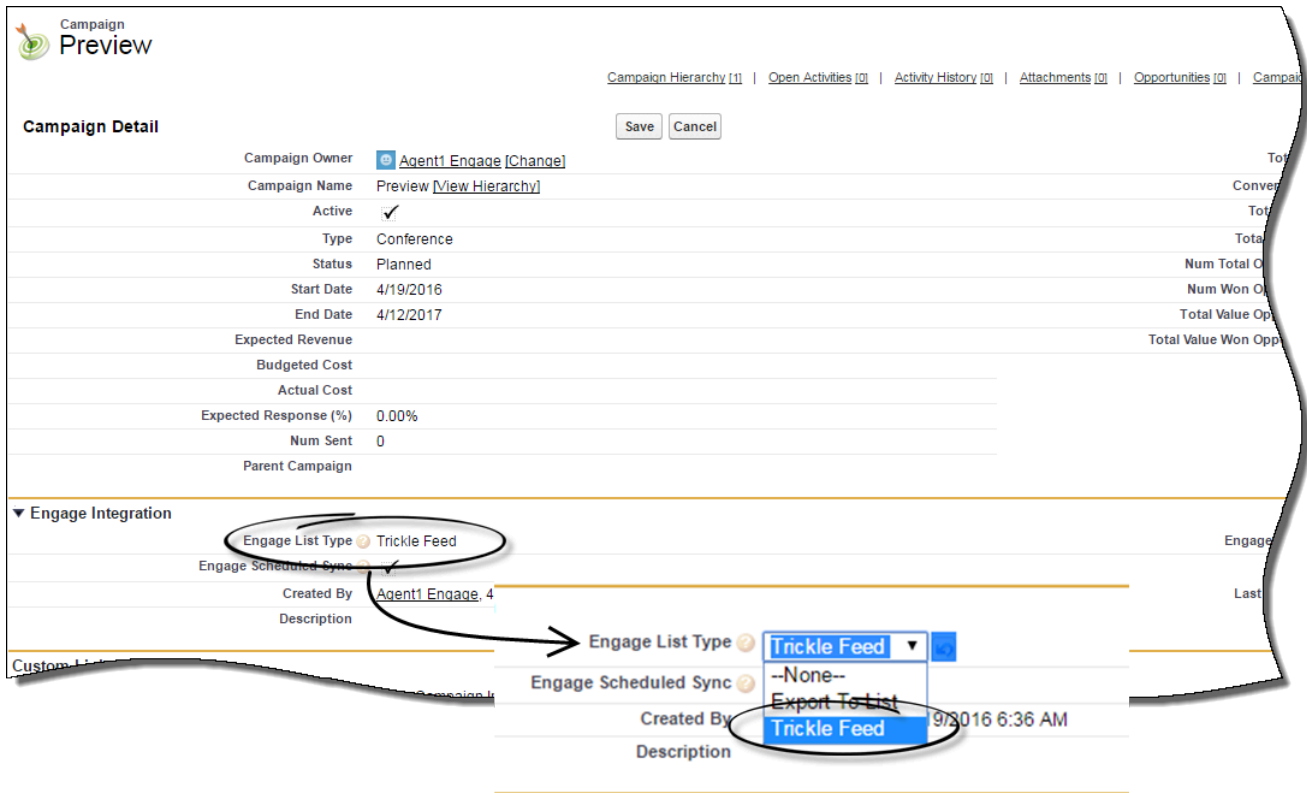 Campaign
Preview
Campaign Hierarchy [1] | Open Activities [0] | Activity History [0] | Attachments [0] | Opportunities [0] |
Campaign Detail Save Cancel
Campaign Owner Agent1 Engage [Change]
Campaign Name Preview [View Hierarchy]
Active
Type Conference
Status Planned
Num Total
Start Date 4/19/2016 Num Won
End Date 4/12/2017 Total Value
Expected Revenue Total Value Won
Budgeted Cost
Actual Cost
Expected Response (%) 0.00%
Num Sent 0
Parent Campaign
Engage Integration
Engage List Type Trickle Feed Engage
Engage Scheduled Sync
Created By Agent1 Engage, 4 Last
Description
Custom
Engage List Type Trickle Feed
--None--
Engage Scheduled Sync
Export To List
Created By 9/2016 6:36 AM
Trickle Feed
Description